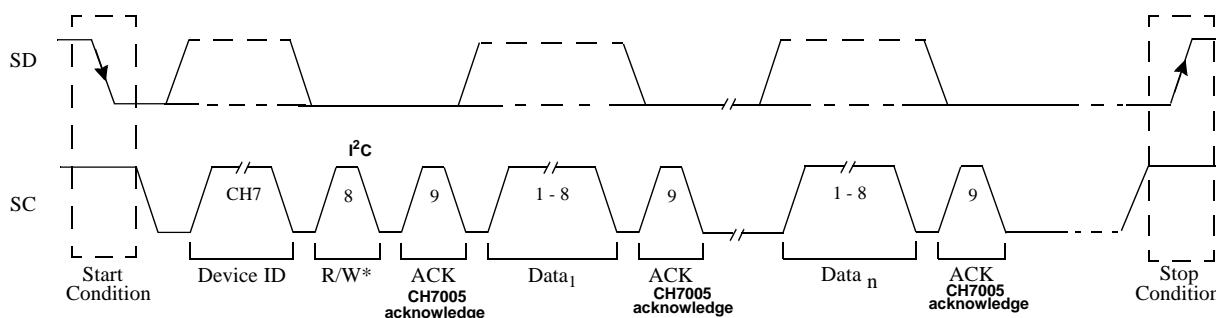 SD
I²C
SC
CH7
8
9
1 - 8
9
1 - 8
9
Start
Condition
Device ID
R/W*
ACK
CH7005
acknowledge
Data1
ACK
CH7005
acknowledge
Data n
ACK
CH7005
acknowledge
Stop
Condition